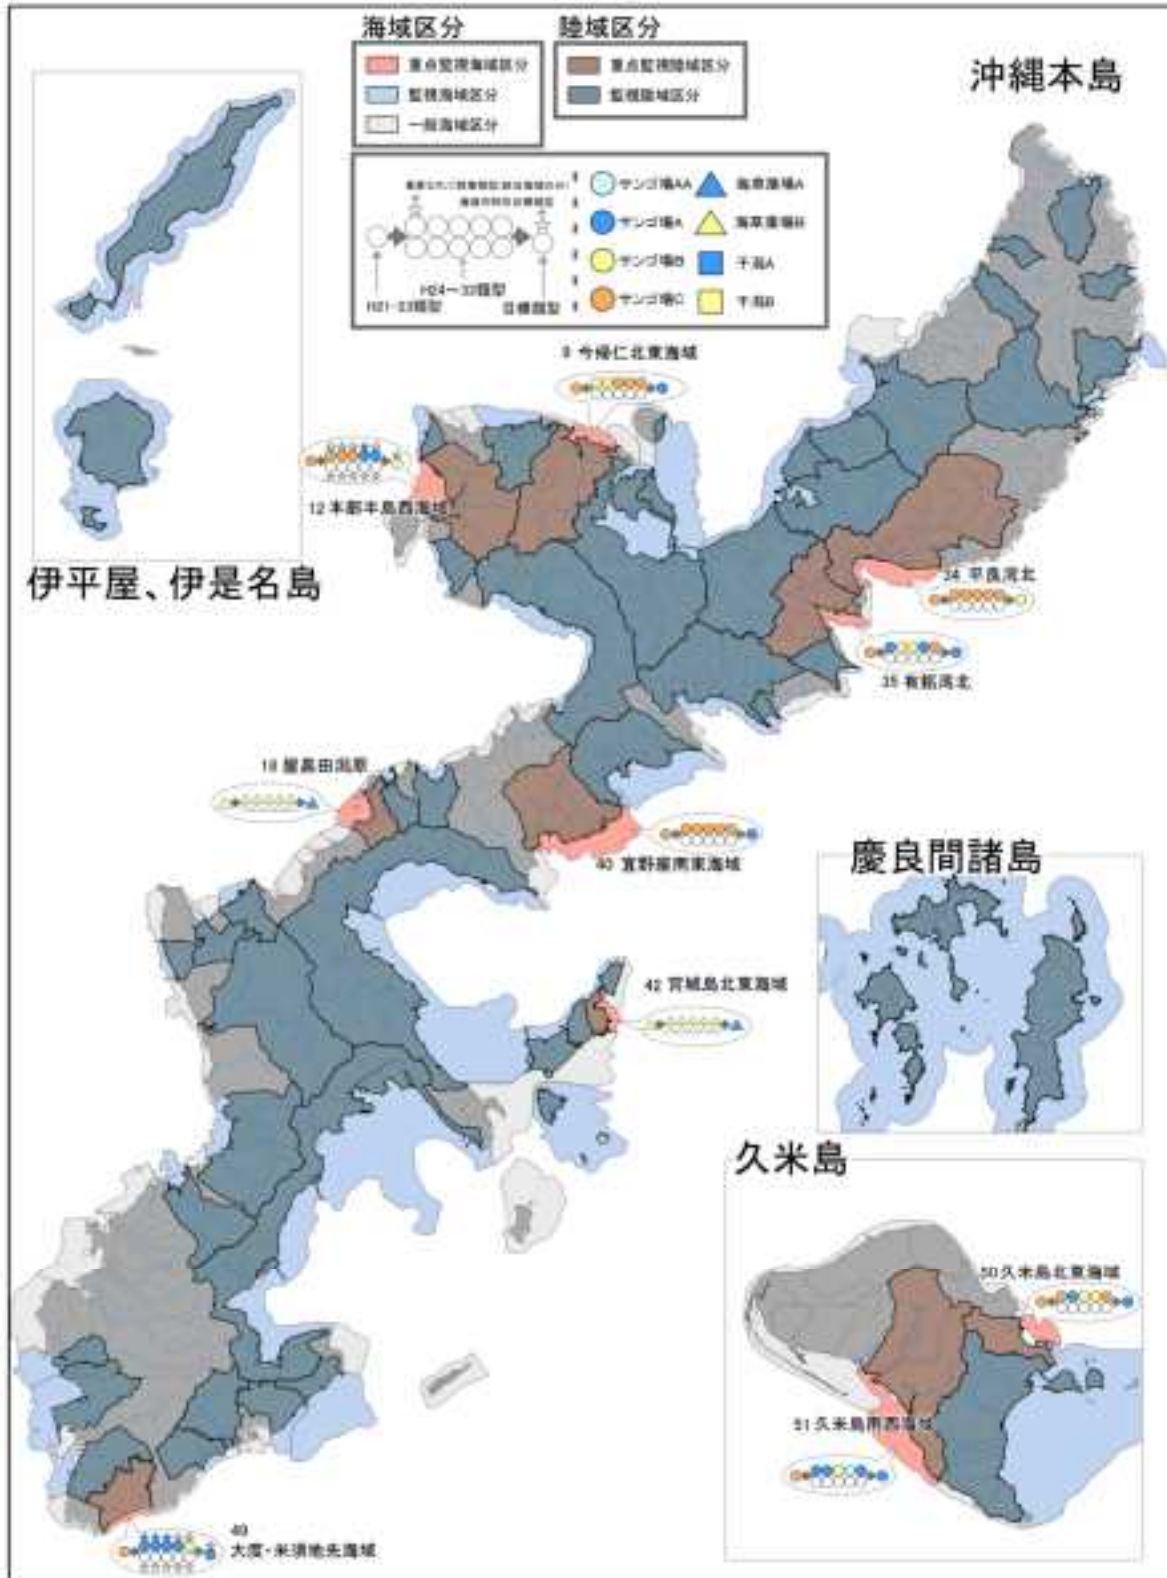 海域区分
陸域区分
重点監視海域区分
監視海域区分
一般海域区分
重点監視陸域区分
監視陸域区分
沖縄本島
サンゴ場AA
サンゴ場A
サンゴ場B
サンゴ場C
海草藻場A
海草藻場B
干潟A
干潟B
H24～33類型
H21-23類型
目標類型
9 今帰仁北東海域
12 本部半島西海域
伊平屋、伊是名島
34 平良湾北
35 有銘湾北
18 屋嘉田潟原
40 宜野座南東海域
慶良間諸島
42 宮城島北東海域
久米島
50 久米島北東海域
51 久米島南西海域
49
大度・米須地先海域